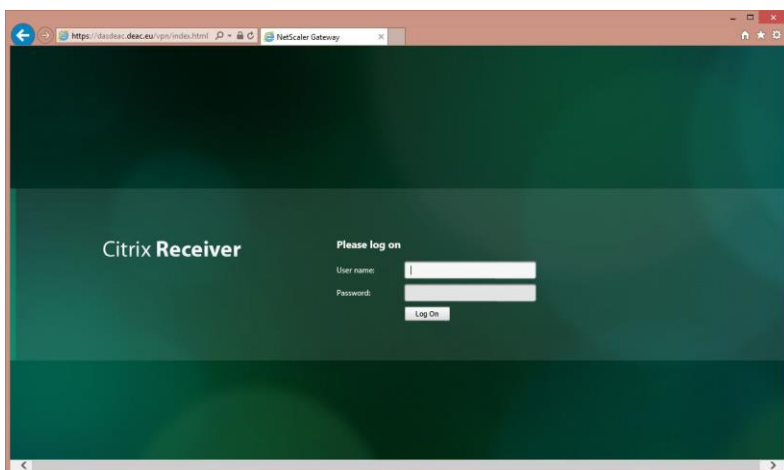 https://dasdeac.deac.eu/vpn/index.html
NetScaler Gateway
Citrix Receiver
Please log on
User name:
Password:
Log On